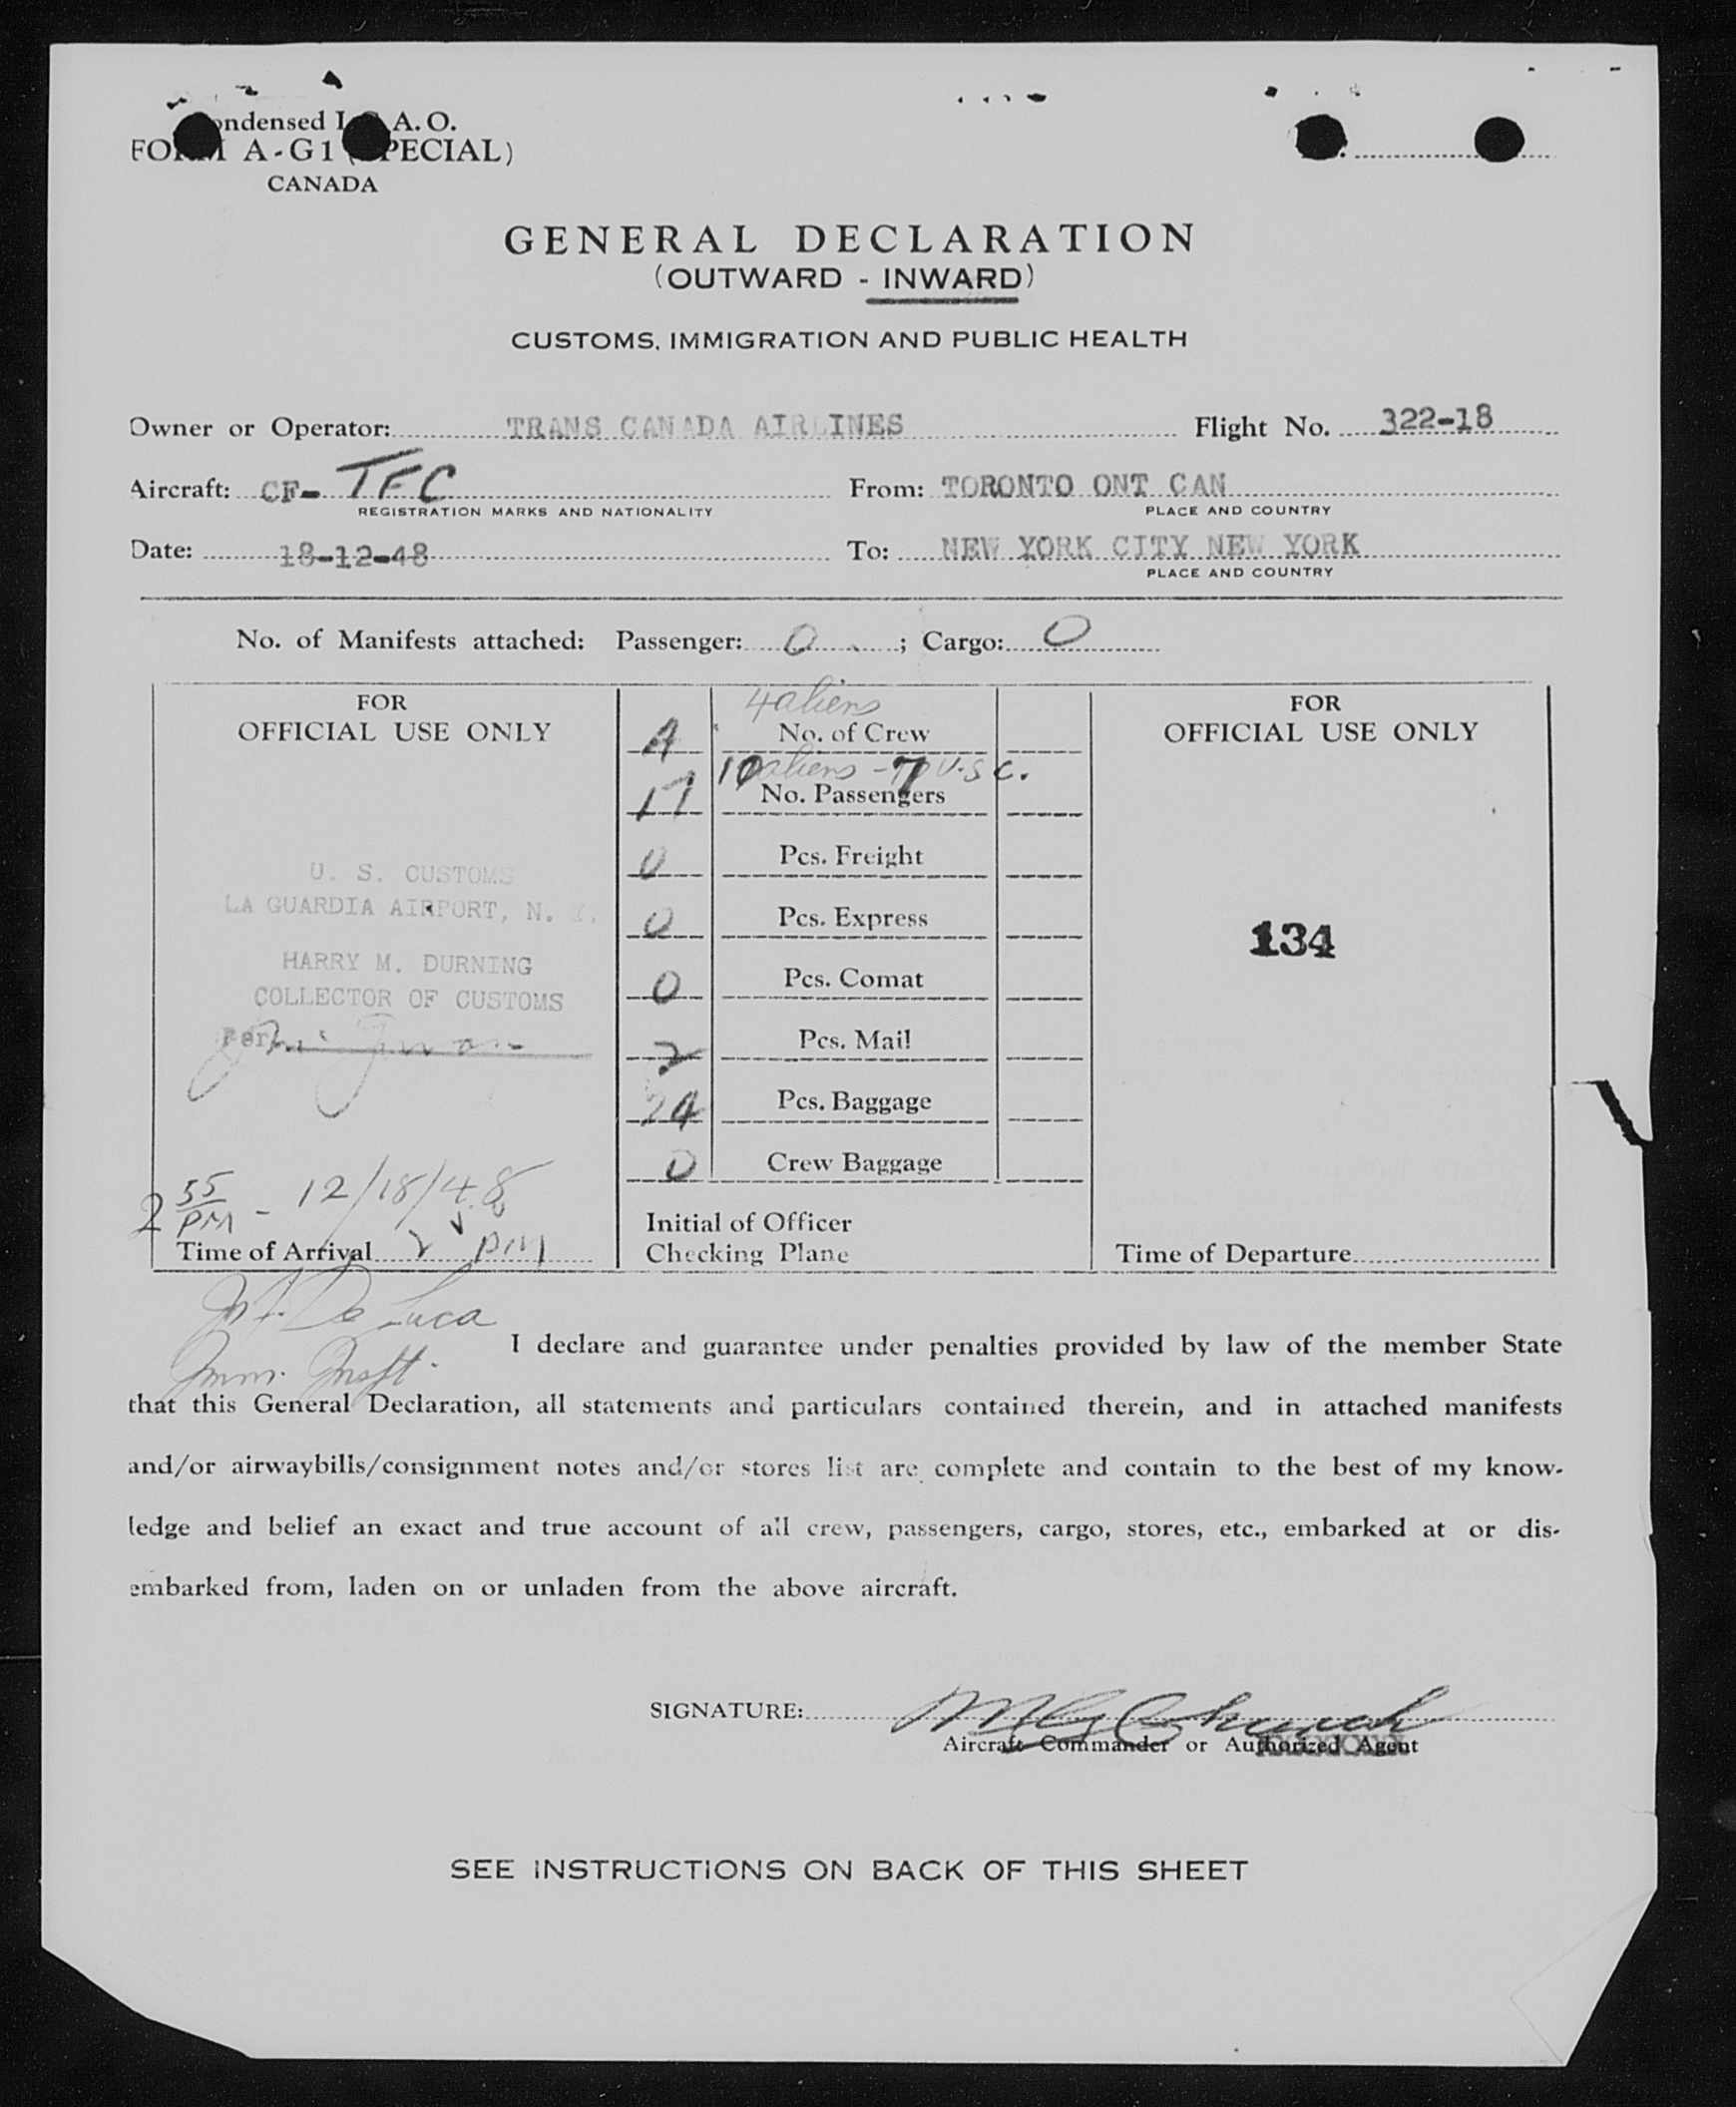 Condensed I.C.A.O.
FORM A-G1 (SPECIAL)
CANADA
GENERAL DECLARATION
(OUTWARD - INWARD)
CUSTOMS, IMMIGRATION AND PUBLIC HEALTH
Owner or Operator: TRANS CANADA AIRLINES Flight No. 322-18
Aircraft: CF- TFC From: TORONTO ONT CAN
REGISTRATION MARKS AND NATIONALITY PLACE AND COUNTRY
Date: 18-12-48 To: NEW YORK CITY NEW YORK
PLACE AND COUNTRY
No. of Manifests attached: Passenger: 0 ; Cargo: 0
FOR
OFFICIAL USE ONLY
U. S. CUSTOMS
LA GUARDIA AIRPORT, N. Y.
HARRY M. DURNING
COLLECTOR OF CUSTOMS
Per
2 55 PM - 12/18/48
Time of Arrival 2 PM
4 aliens
4 No. of Crew
10 aliens - 7 U.S.C.
17 No. Passengers
0 Pcs. Freight
0 Pcs. Express
0 Pcs. Comat
2 Pcs. Mail
24 Pcs. Baggage
0 Crew Baggage
Initial of Officer
Checking Plane
FOR
OFFICIAL USE ONLY
134
Time of Departure
De Luca
Imm. Inspt.
I declare and guarantee under penalties provided by law of the member State
that this General Declaration, all statements and particulars contained therein, and in attached manifests
and/or airwaybills/consignment notes and/or stores list are complete and contain to the best of my know-
ledge and belief an exact and true account of all crew, passengers, cargo, stores, etc., embarked at or dis-
embarked from, laden on or unladen from the above aircraft.
SIGNATURE:
Aircraft Commander or Authorized Agent
SEE INSTRUCTIONS ON BACK OF THIS SHEET